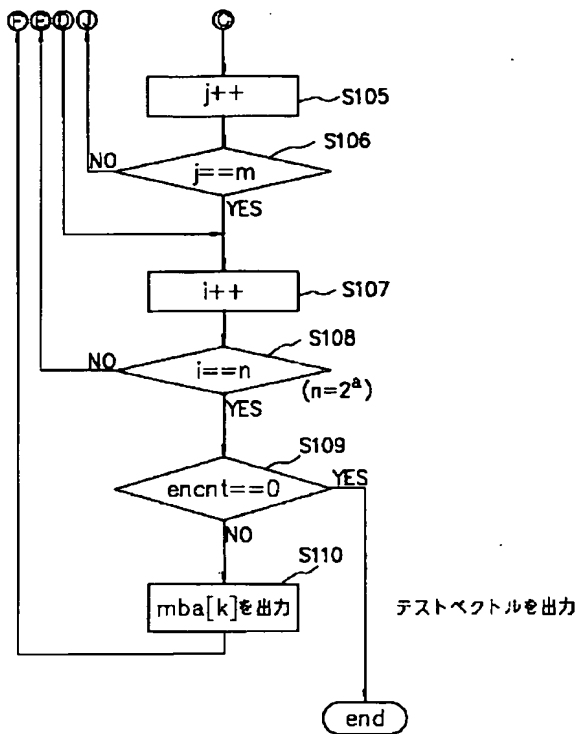 F E D J G
j++
S105
S106
NO
j==m
YES
i++
S107
S108
NO
i==n
(n=2ª)
YES
S109
encnt==0
YES
NO
S110
mba[k]を出力
テストベクトルを出力
end